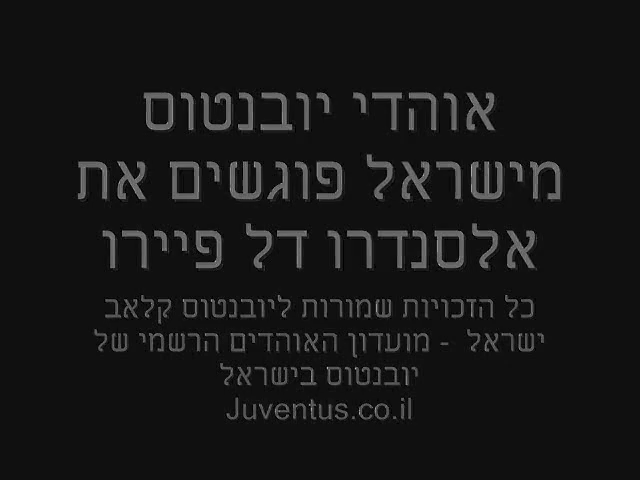 אוהדי יובנטוס
מישראל פוגשים את
אלסנדרו דל פיירו
כל הזכויות שמורות ליובנטוס קלאב
ישראל - מועדון האוהדים הרשמי של
יובנטוס בישראל
Juventus.co.il